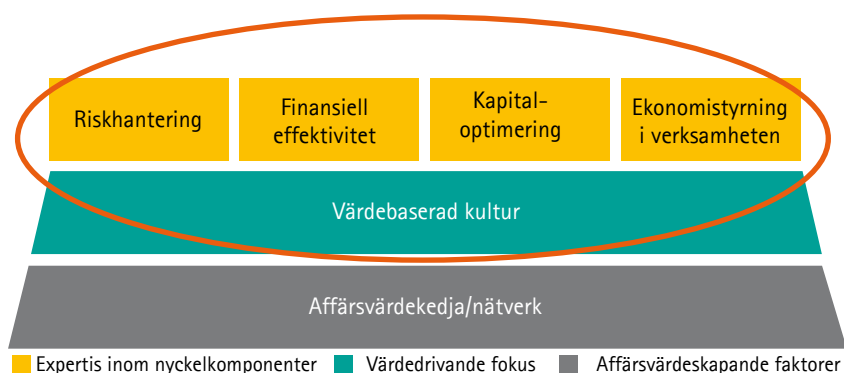 Riskhantering
Finansiell
effektivitet
Kapital-
optimering
Ekonomistyrning
i verksamheten
Värdebaserad kultur
Affärsvärdekedja/nätverk
Expertis inom nyckelkomponenter
Värdedrivande fokus
Affärsvärdeskapande faktorer